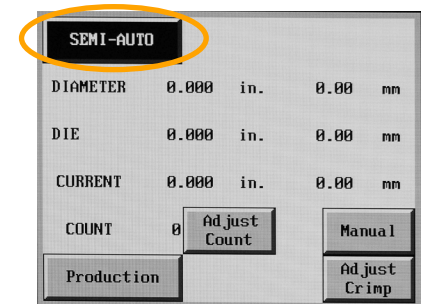 SEMI-AUTO
DIAMETER 0.000 in. 0.00 mm
DIE 0.000 in. 0.00 mm
CURRENT 0.000 in. 0.00 mm
COUNT 0 Adjust Count Manual
Production Adjust Crimp